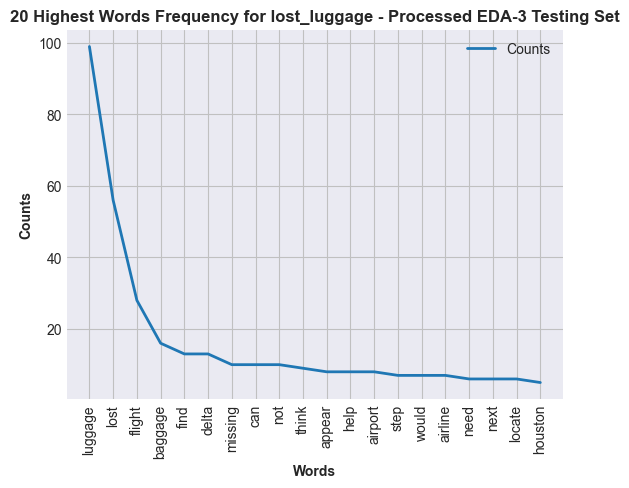 20 Highest Words Frequency for lost_luggage - Processed EDA-3 Testing Set
Counts
100
80
60
40
20
Counts
luggage
lost
flight
baggage
find
delta
missing
can
not
think
appear
help
airport
step
would
airline
need
next
locate
houston
Words